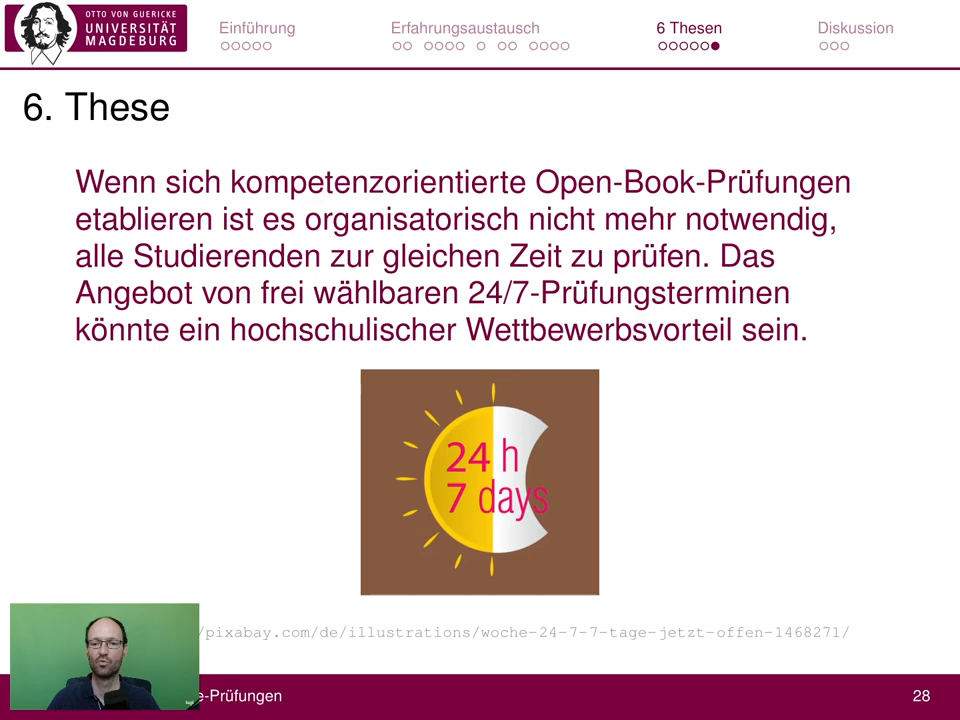 OTTO VON GUERICKE
UNIVERSITÄT
MAGDEBURG
Einführung
Erfahrungsaustausch
6 Thesen
Diskussion
6. These
Wenn sich kompetenzorientierte Open-Book-Prüfungen
etablieren ist es organisatorisch nicht mehr notwendig,
alle Studierenden zur gleichen Zeit zu prüfen. Das
Angebot von frei wählbaren 24/7-Prüfungsterminen
könnte ein hochschulischer Wettbewerbsvorteil sein.
24 h
7 days
/pixabay.com/de/illustrations/woche-24-7-7-tage-jetzt-offen-1468271/
e-Prüfungen
28